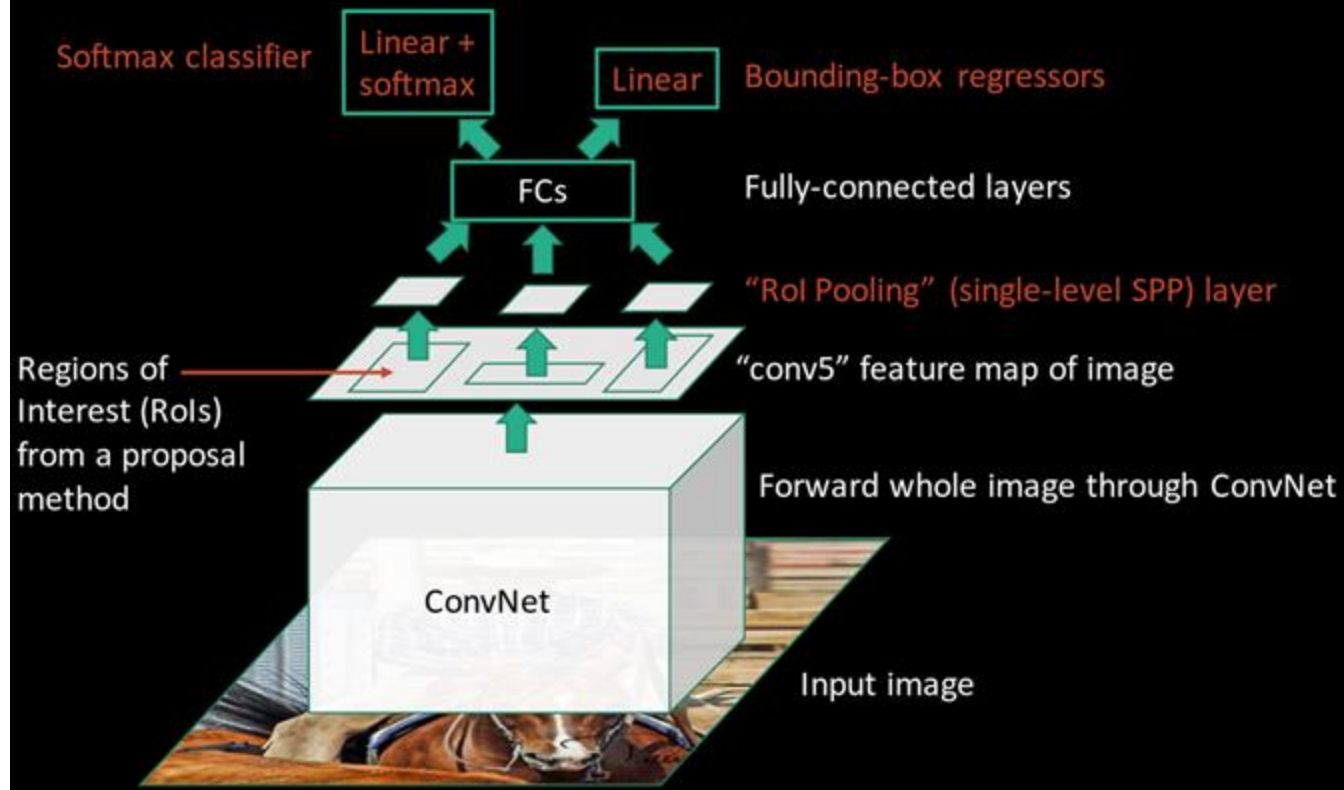 Softmax classifier
Linear +
softmax
Linear
Bounding-box regressors
FCs
Fully-connected layers
“RoI Pooling” (single-level SPP) layer
Regions of
Interest (RoIs)
from a proposal
method
“conv5” feature map of image
Forward whole image through ConvNet
ConvNet
Input image